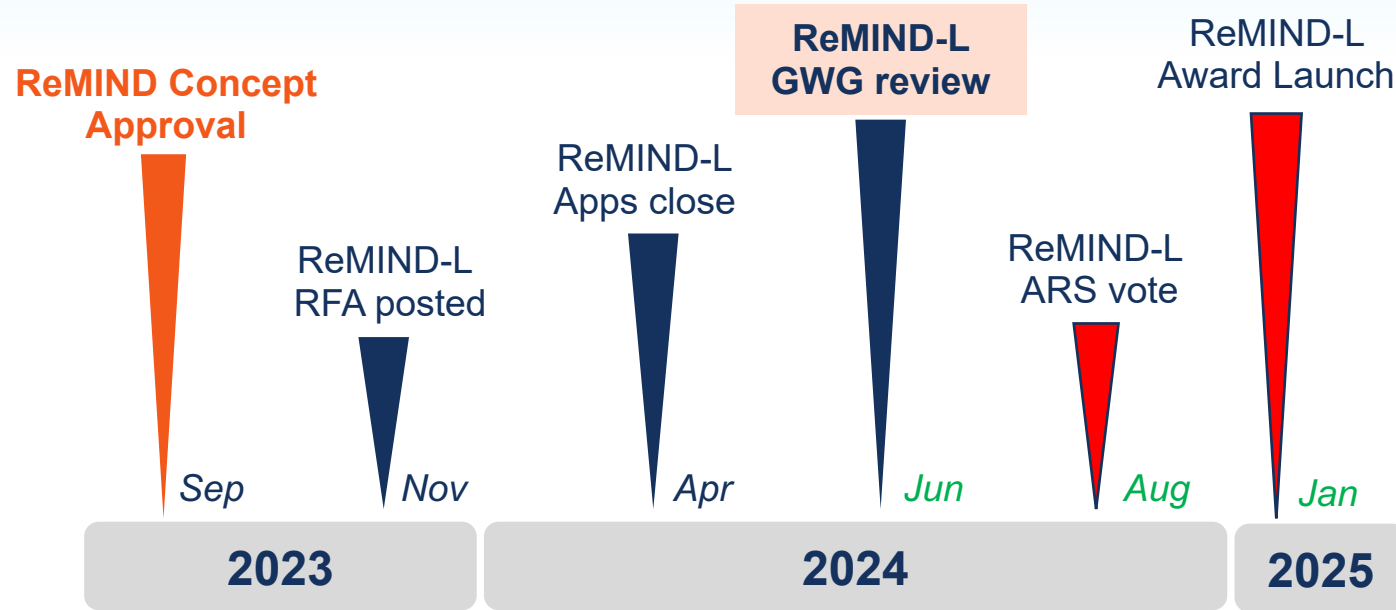 ReMIND Concept
Approval
Sep
ReMIND-L
RFA posted
Nov
ReMIND-L
Apps close
Apr
ReMIND-L
GWG review
Jun
ReMIND-L
ARS vote
Aug
ReMIND-L
Award Launch
Jan
2023
2024
2025